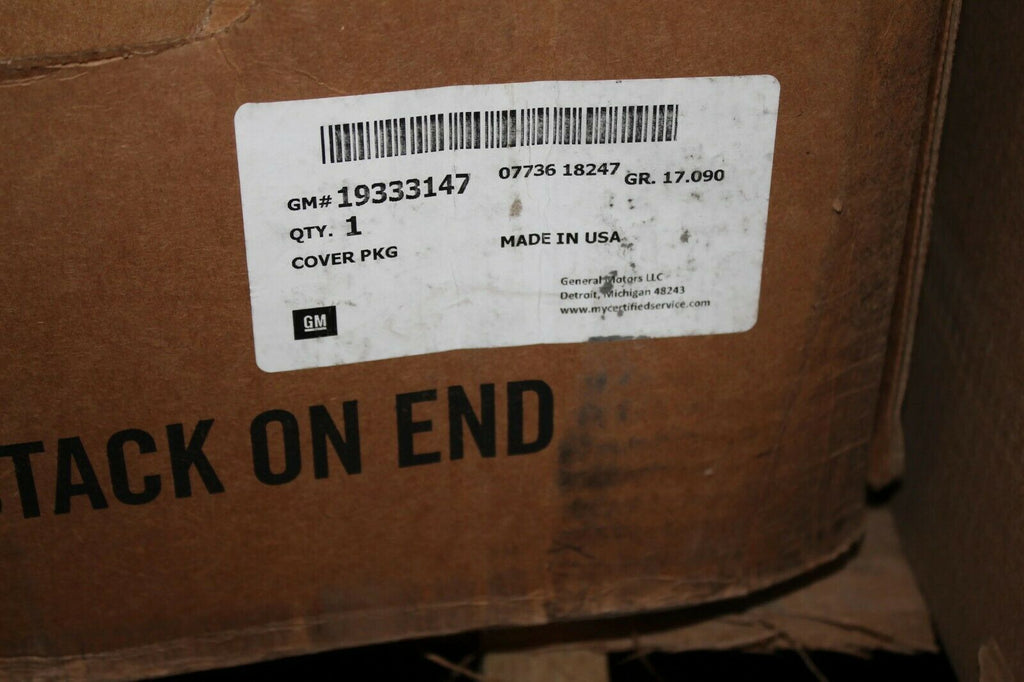 GM# 19333147
07736 18247 GR. 17.090
QTY. 1
COVER PKG
MADE IN USA
General Motors LLC
Detroit, Michigan 48243
www.mycertifiedservice.com
GM
TACK ON END